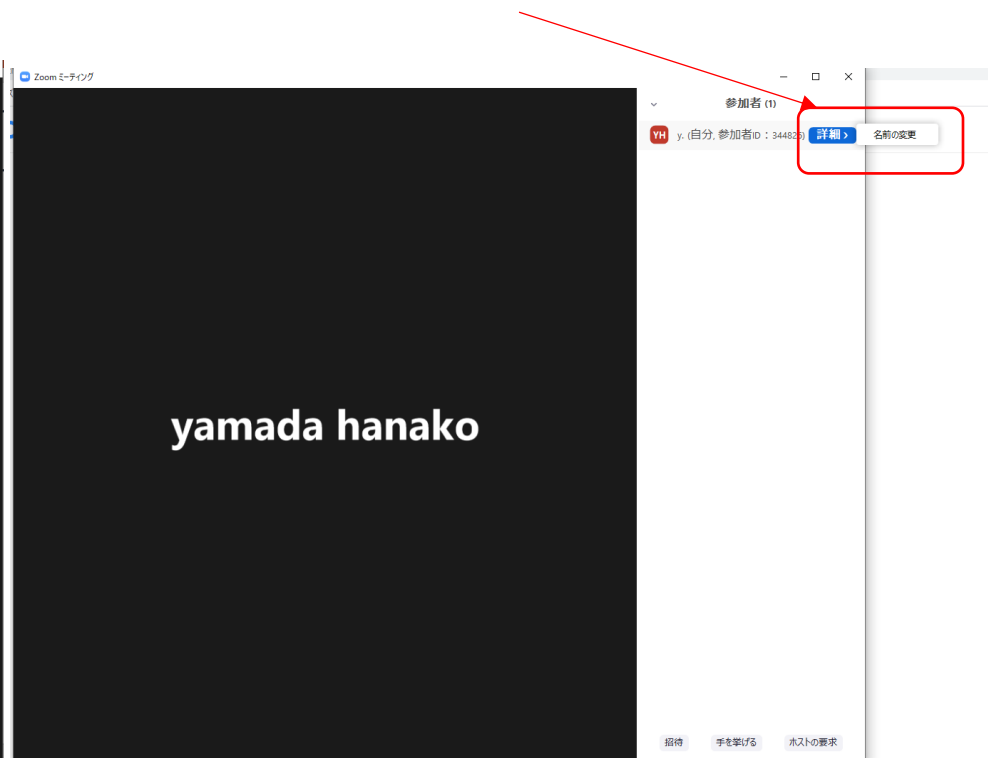 Zoom ミーティング
参加者 (1)
YH y. (自分, 参加者ID：344826) 詳細 > 名前の変更
yamada hanako
招待 手を挙げる ホストの要求